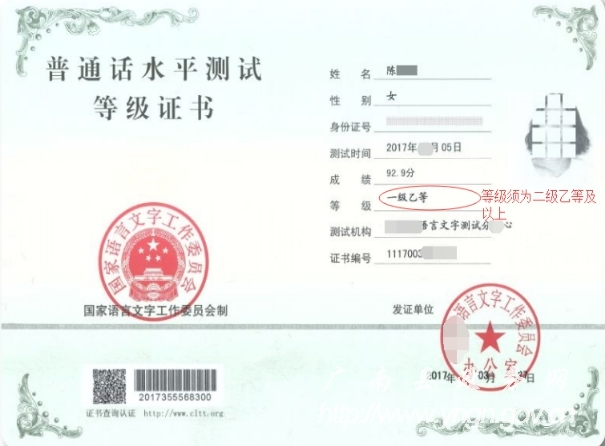 普通话水平测试
等级证书
姓 名 陈
性 别 女
身份证号
测试时间 2017年 月05日
成 绩 92.9分
等 级 一级乙等
等级须为二级乙等及以上
测试机构 语言文字测试分 心
证书编号 1117003
国家语言文字工作委员会
国家语言文字工作委员会制
发证单位
语言文字工作委员会
办公室
2017年 03月 日
2017355568300
证书查询认证 http://www.cltt.org